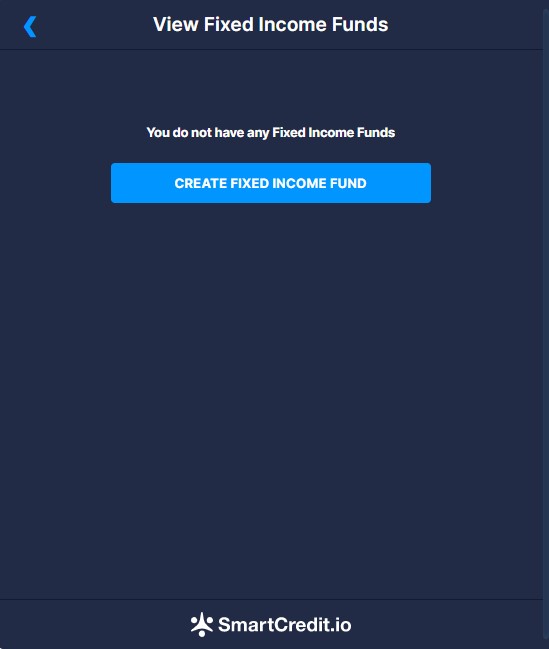 View Fixed Income Funds
You do not have any Fixed Income Funds
CREATE FIXED INCOME FUND
SmartCredit.io